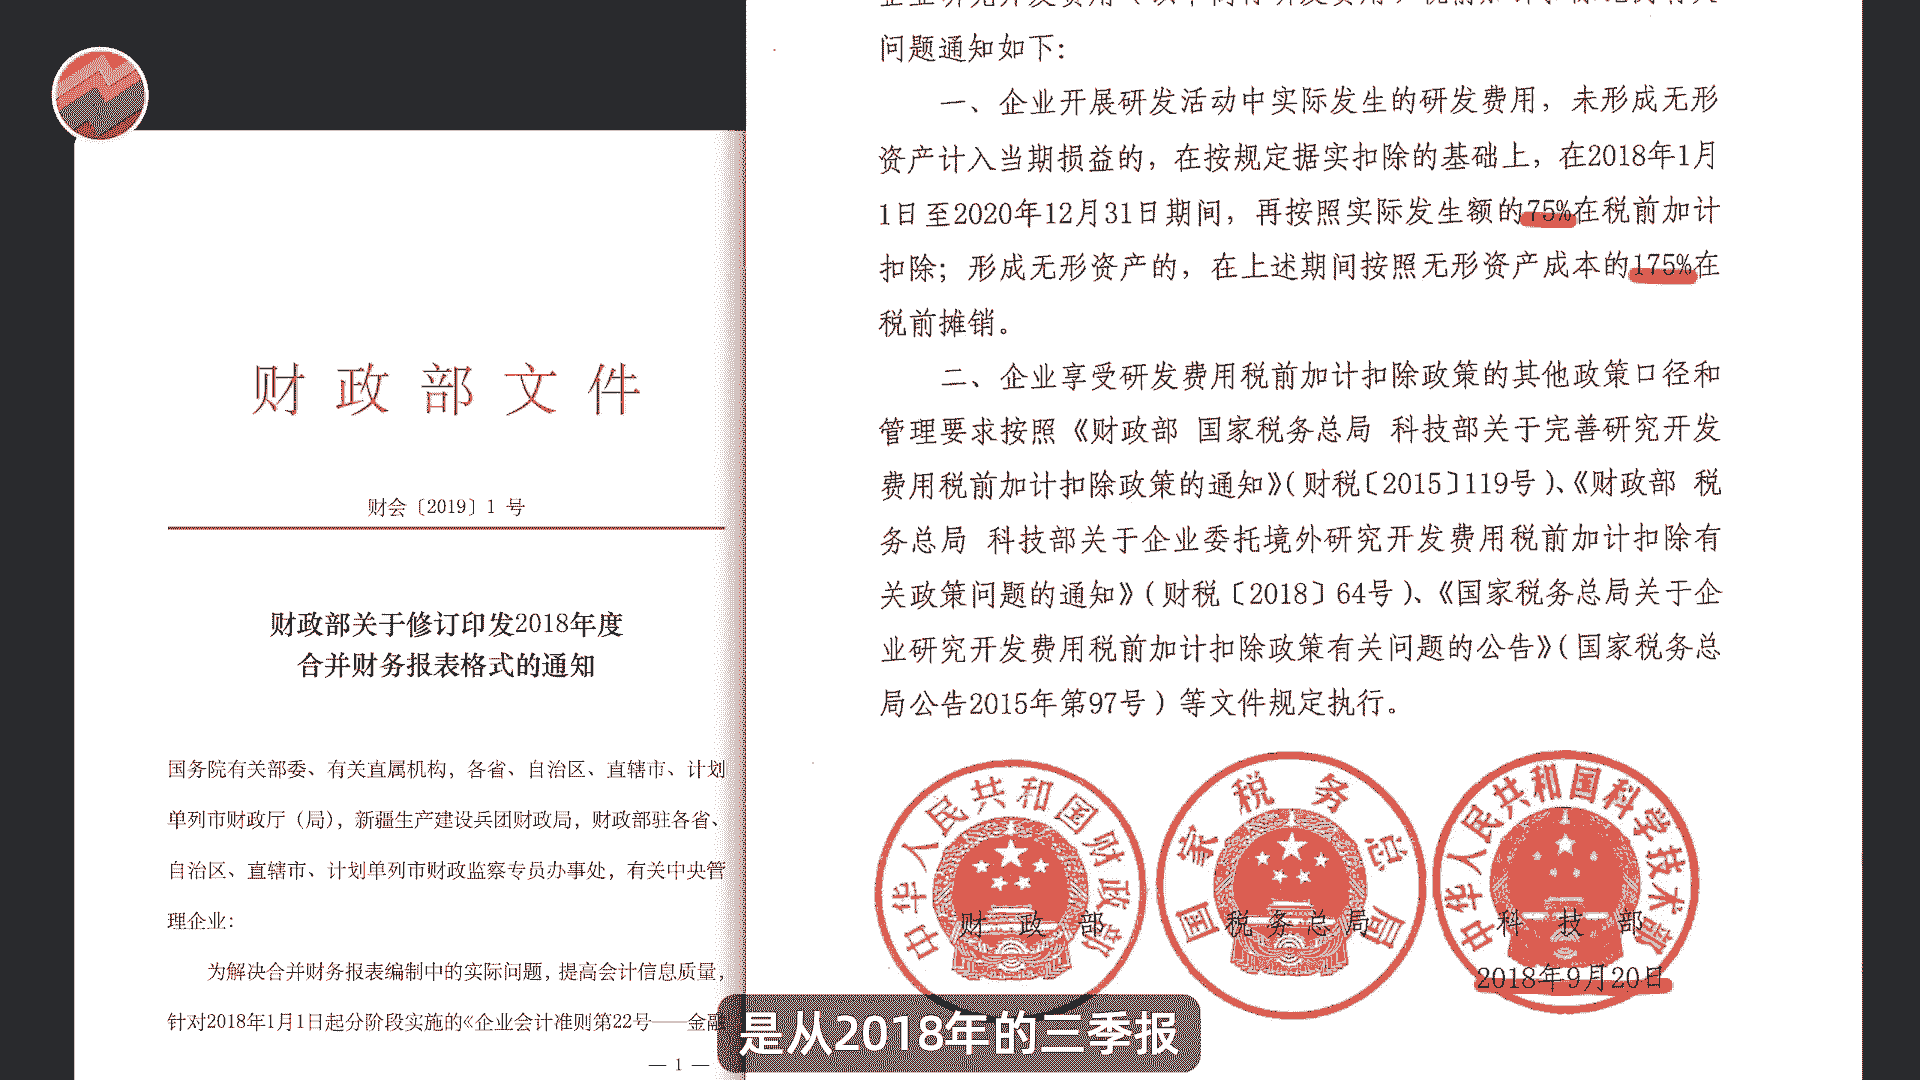 财政部文件
财会〔2019〕1 号
财政部关于修订印发2018年度
合并财务报表格式的通知
国务院有关部委、有关直属机构，各省、自治区、直辖市、计划
单列市财政厅（局），新疆生产建设兵团财政局，财政部驻各省、
自治区、直辖市、计划单列市财政监察专员办事处，有关中央管
理企业：
为解决合并财务报表编制中的实际问题，提高会计信息质量，
针对2018年1月1日起分阶段实施的《企业会计准则第22号——金融
— 1 —
问题通知如下：
一、企业开展研发活动中实际发生的研发费用，未形成无形
资产计入当期损益的，在按规定据实扣除的基础上，在2018年1月
1日至2020年12月31日期间，再按照实际发生额的75%在税前加计
扣除；形成无形资产的，在上述期间按照无形资产成本的175%在
税前摊销。
二、企业享受研发费用税前加计扣除政策的其他政策口径和
管理要求按照《财政部 国家税务总局 科技部关于完善研究开发
费用税前加计扣除政策的通知》（财税〔2015〕119号）、《财政部 税
务总局 科技部关于企业委托境外研究开发费用税前加计扣除有
关政策问题的通知》（财税〔2018〕64号）、《国家税务总局关于企
业研究开发费用税前加计扣除政策有关问题的公告》（国家税务总
局公告2015年第97号）等文件规定执行。
中华人民共和国财政部
国家税务总局
中华人民共和国科学技术部
财政部
税务总局
科技部
2018年9月20日
是从2018年的三季报